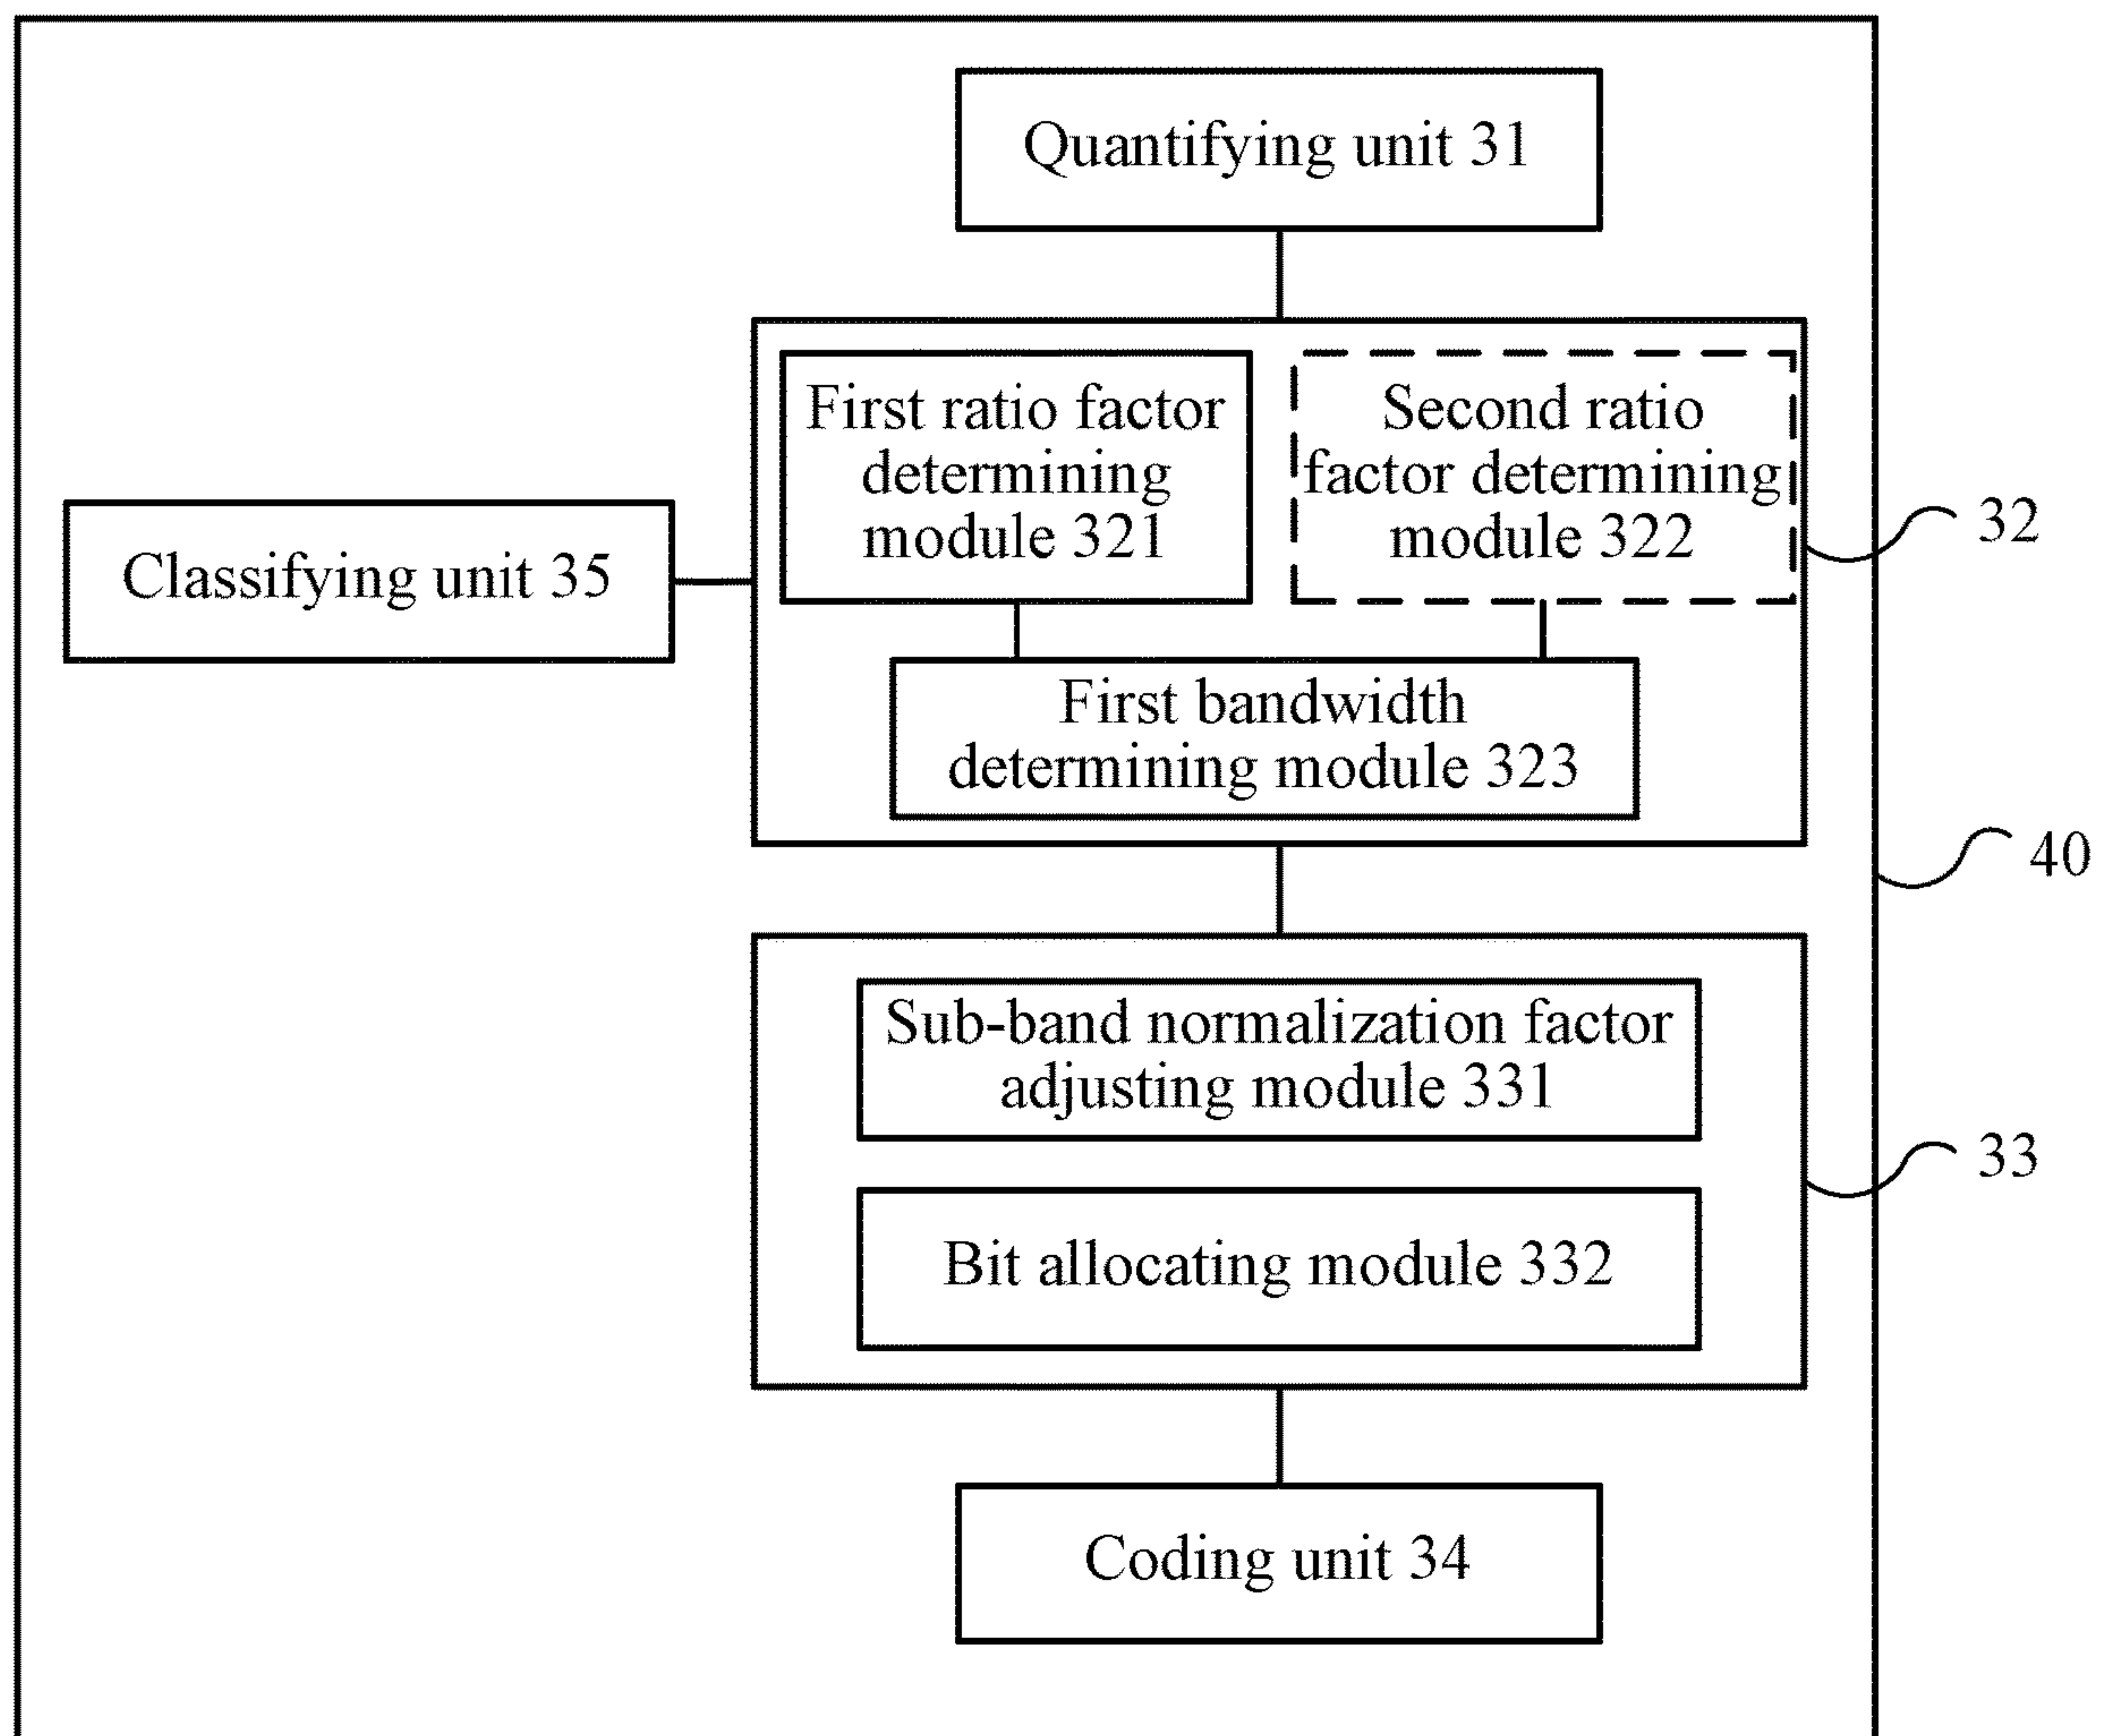 Quantifying unit 31
First ratio factor
determining
module 321
Second ratio
factor determining
module 322
32
Classifying unit 35
First bandwidth
determining module 323
40
Sub-band normalization factor
adjusting module 331
33
Bit allocating module 332
Coding unit 34